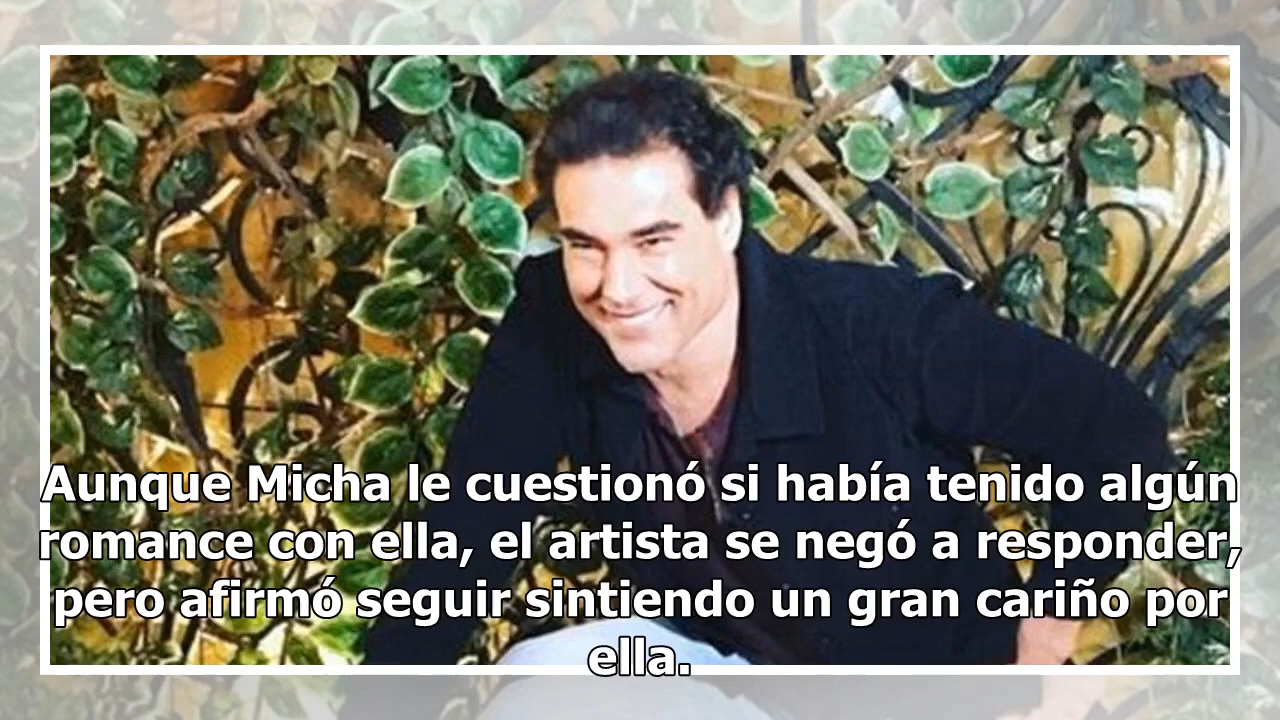 Aunque Micha le cuestionó si había tenido algún
romance con ella, el artista se negó a responder,
pero afirmó seguir sintiendo un gran cariño por
ella.